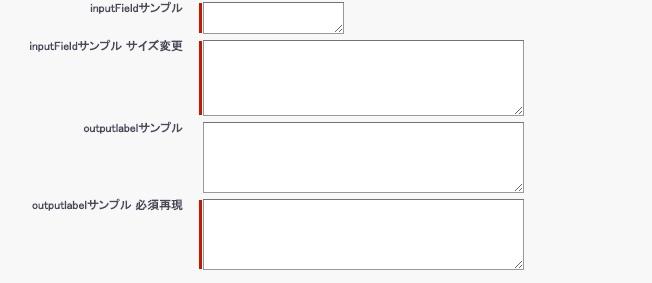 inputFieldサンプル
inputFieldサンプル サイズ変更
outputlabelサンプル
outputlabelサンプル 必須再現